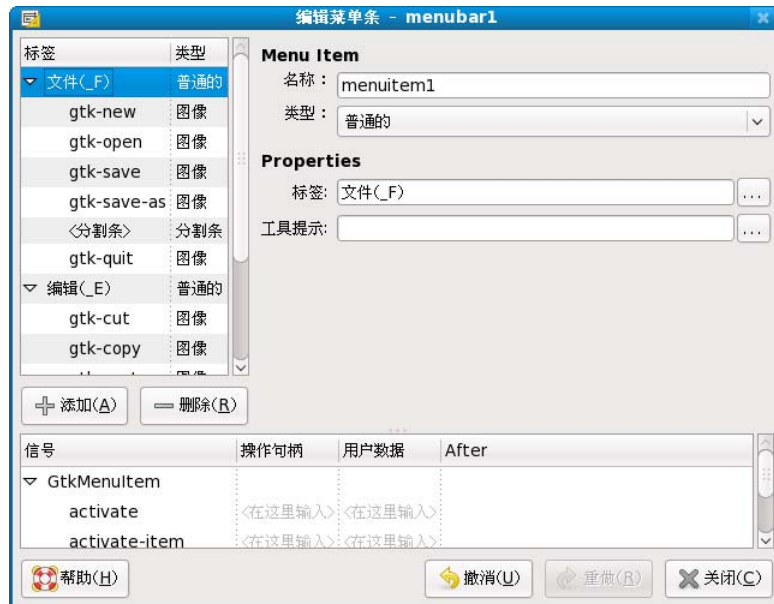 编辑菜单条 - menubar1
标签 类型
文件(_F) 普通的
gtk-new 图像
gtk-open 图像
gtk-save 图像
gtk-save-as 图像
<分割条> 分割条
gtk-quit 图像
编辑(_E) 普通的
gtk-cut 图像
gtk-copy 图像
添加(A) 删除(R)
Menu Item
名称: menuitem1
类型: 普通的
Properties
标签: 文件(_F) ...
工具提示: ...
信号 操作句柄 用户数据 After
GtkMenuItem
activate <在这里输入> <在这里输入>
activate-item <在这里输入> <在这里输入>
帮助(H) 撤消(U) 重做(R) 关闭(C)